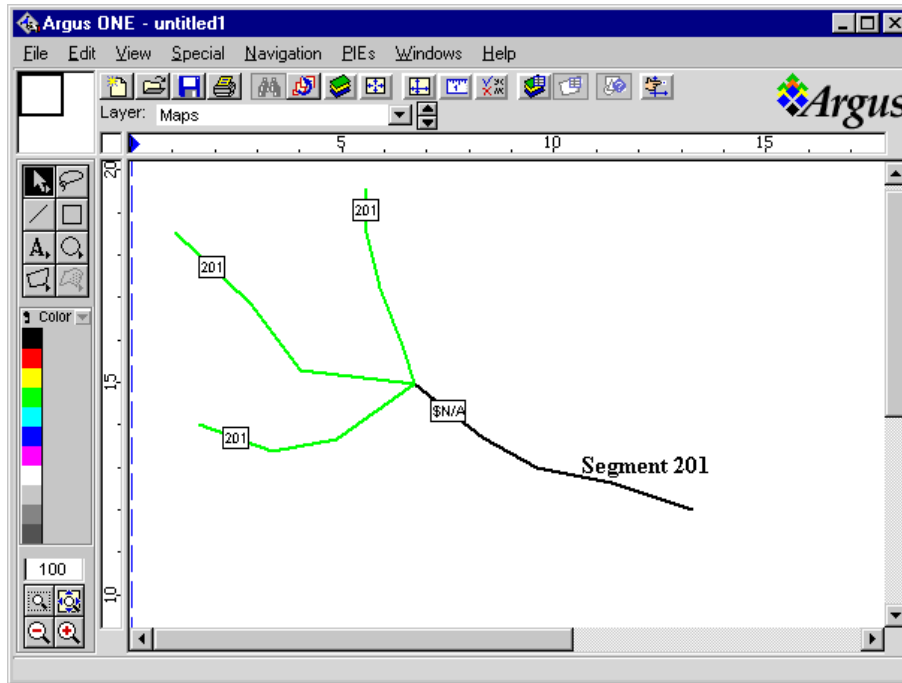 Argus ONE - untitled1
File Edit View Special Navigation PIEs Windows Help
Layer: Maps
Argus
5 10 15
20
15
10
201
201
201
$N/A
Segment 201
A
Color
100